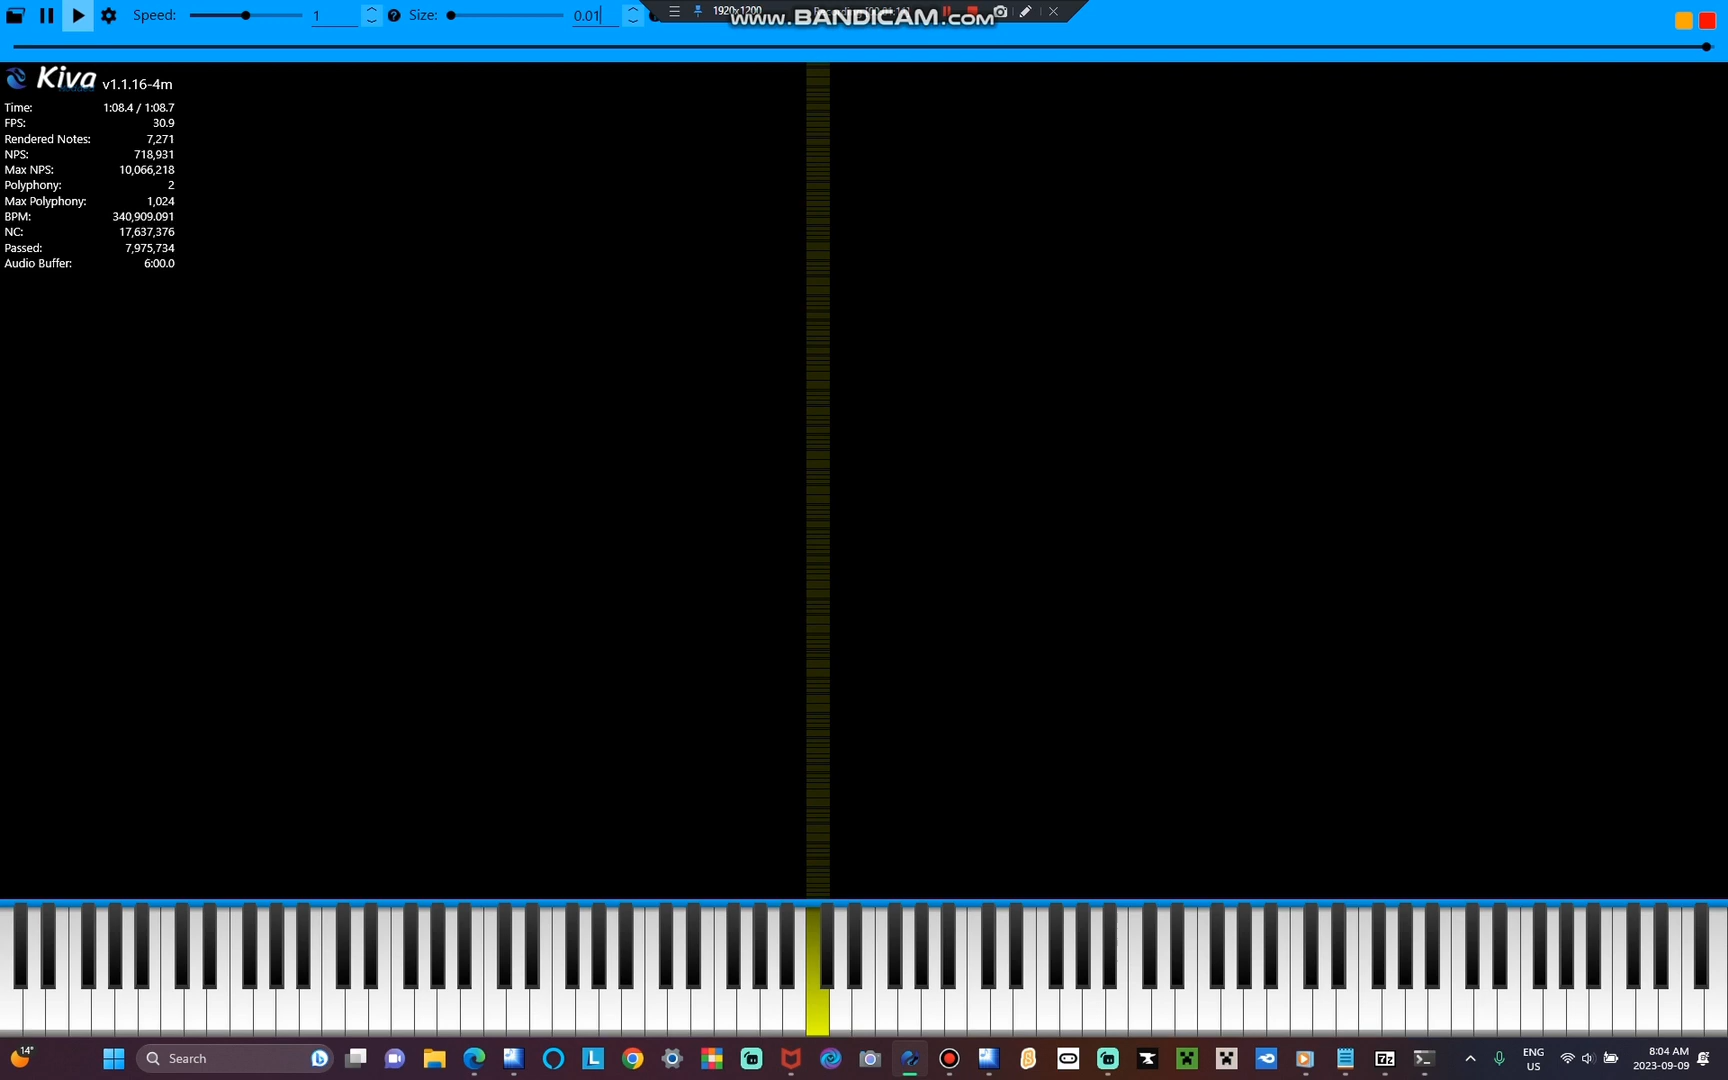 Speed: 1 Size: 0.01
1920x1200
www.BANDICAM.com
Kiva v1.1.16-4m
Time: 1:08.4 / 1:08.7
FPS: 30.9
Rendered Notes: 7,271
NPS: 718,931
Max NPS: 10,066,218
Polyphony: 2
Max Polyphony: 1,024
BPM: 340,909.091
NC: 17,637,376
Passed: 7,975,734
Audio Buffer: 6:00.0
14°
Search
L
7z
ENG
US
8:04 AM
2023-09-09